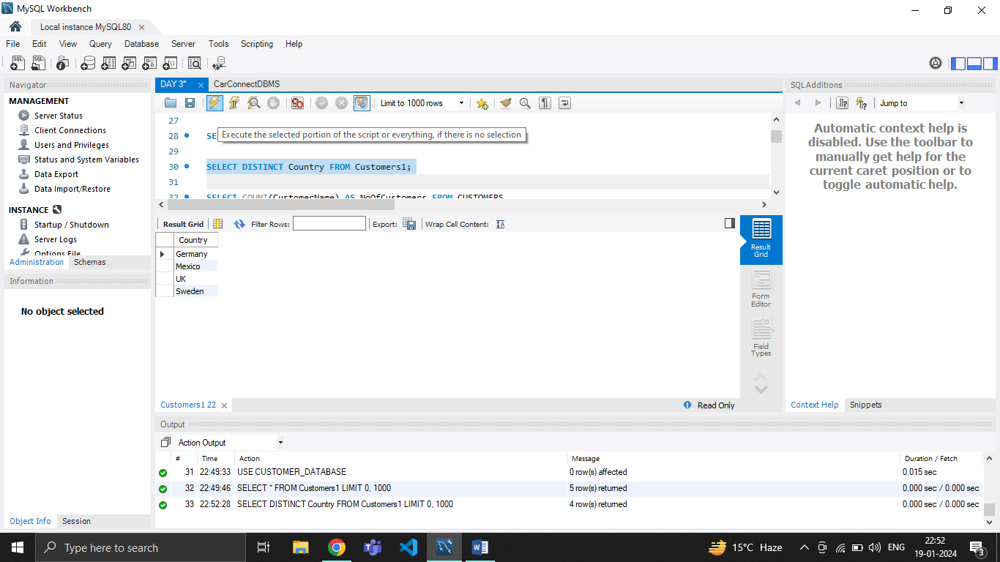 MySQL Workbench
Local instance MySQL80
File Edit View Query Database Server Tools Scripting Help
Navigator
MANAGEMENT
Server Status
Client Connections
Users and Privileges
Status and System Variables
Data Export
Data Import/Restore
INSTANCE
Startup / Shutdown
Server Logs
Options File
Administration Schemas
Information
No object selected
Object Info Session
DAY 3* CarConnectDBMS
Limit to 1000 rows
27
28 SE
Execute the selected portion of the script or everything, if there is no selection
29
30 SELECT DISTINCT Country FROM Customers1;
31
32 SELECT COUNT(CustomerName) AS NoOfCustomers FROM CUSTOMERS
Result Grid Filter Rows: Export: Wrap Cell Content:
Country
Germany
Mexico
UK
Sweden
Result Grid
Form Editor
Field Types
Customers1 22 Read Only
SQLAdditions
Jump to
Automatic context help is
disabled. Use the toolbar to
manually get help for the
current caret position or to
toggle automatic help.
Context Help Snippets
Output
Action Output
# Time Action Message Duration / Fetch
31 22:49:33 USE CUSTOMER_DATABASE 0 row(s) affected 0.015 sec
32 22:49:46 SELECT * FROM Customers1 LIMIT 0, 1000 5 row(s) returned 0.000 sec / 0.000 sec
33 22:52:28 SELECT DISTINCT Country FROM Customers1 LIMIT 0, 1000 4 row(s) returned 0.000 sec / 0.000 sec
Type here to search 15°C Haze ENG 22:52
19-01-2024
3